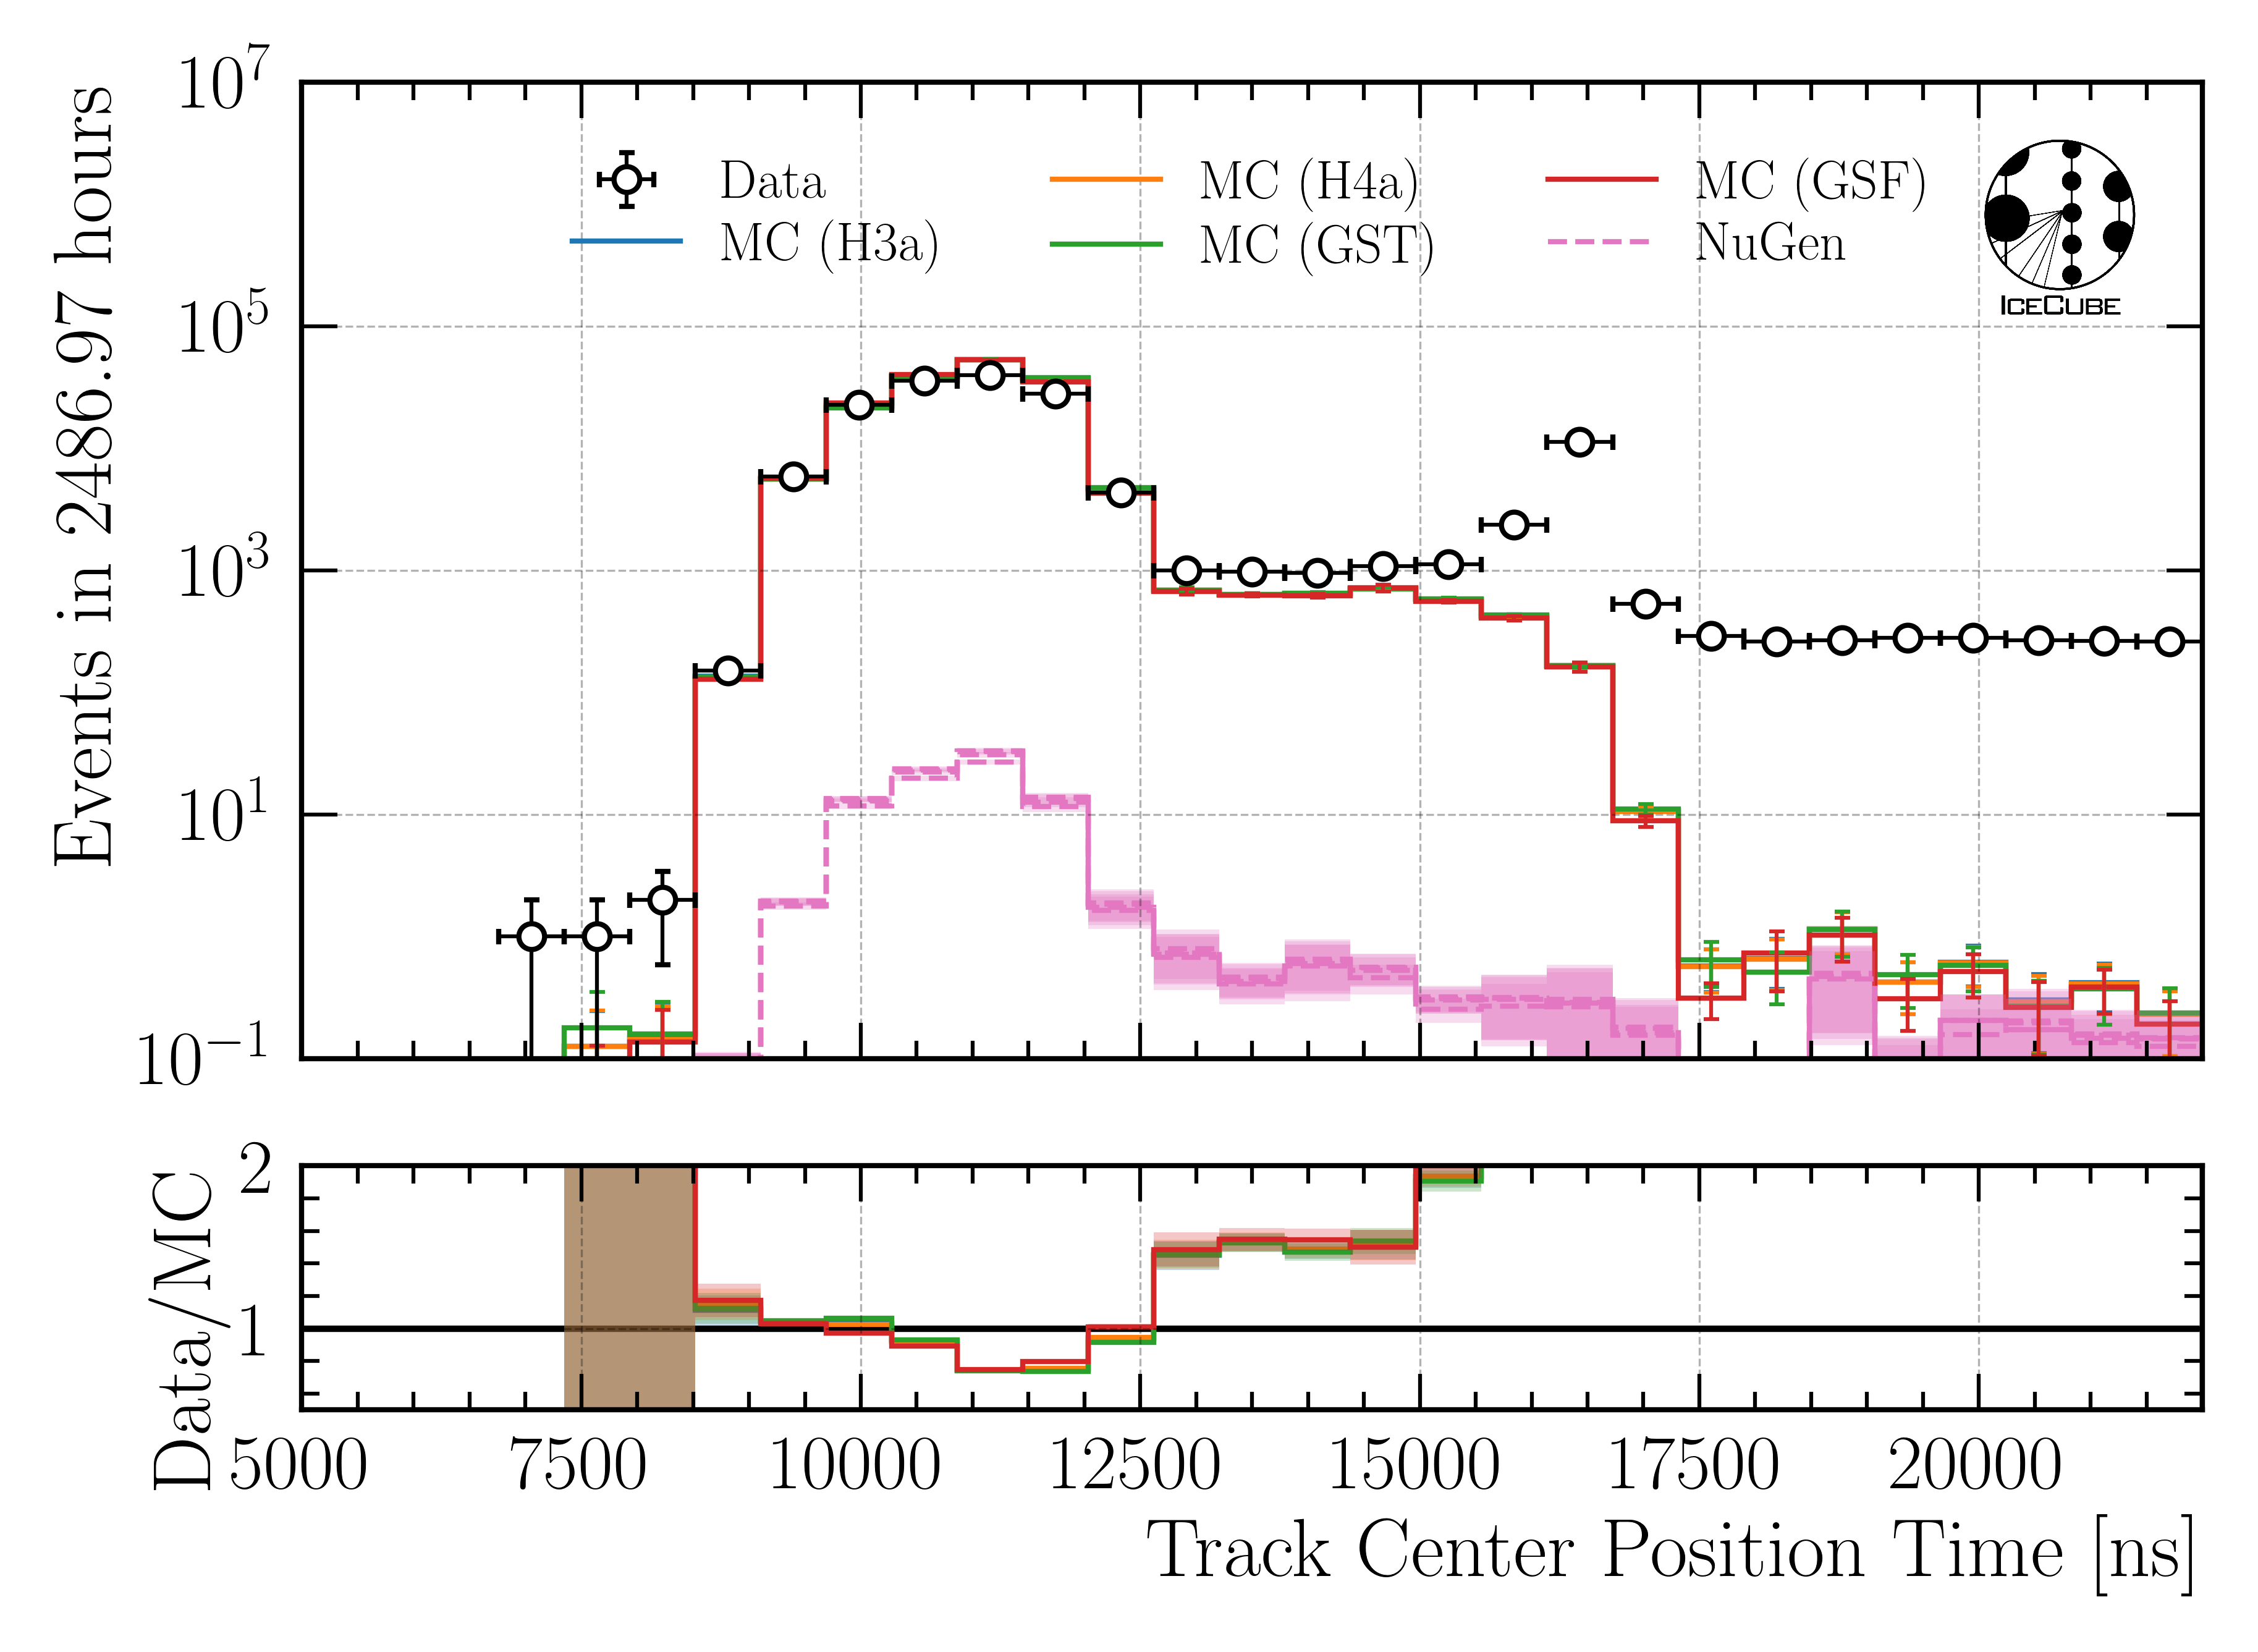 Events in 2486.97 hours
10^7
10^5
10^3
10^1
10^-1
Data
MC (H3a)
MC (H4a)
MC (GST)
MC (GSF)
NuGen
ICECUBE
Data/MC
2
1
5000 7500 10000 12500 15000 17500 20000
Track Center Position Time [ns]